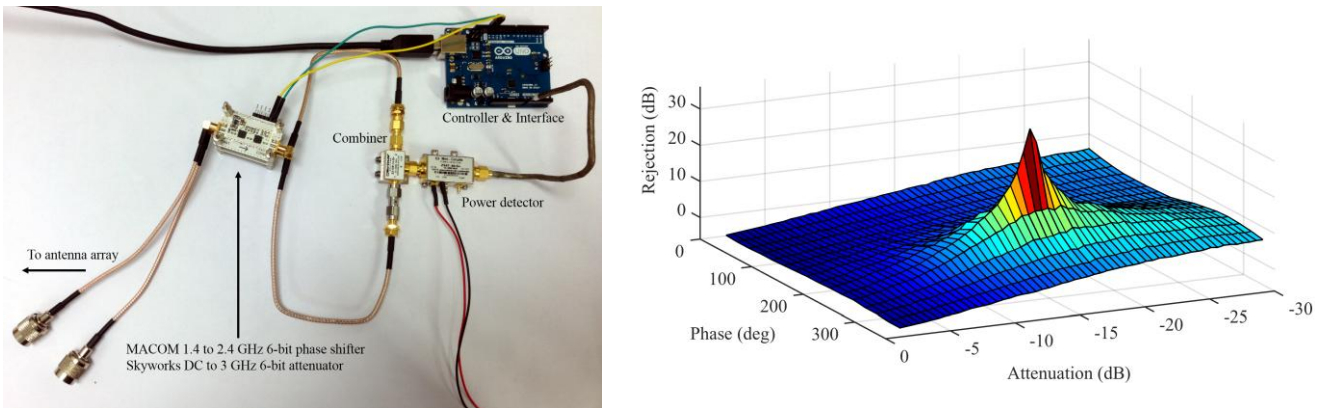 Combiner
Controller & Interface
Power detector
To antenna array
MACOM 1.4 to 2.4 GHz 6-bit phase shifter
Skyworks DC to 3 GHz 6-bit attenuator
ARDUINO
Rejection (dB)
30
20
10
0
0
100
200
300
Phase (deg)
0
-5
-10
-15
-20
-25
-30
Attenuation (dB)